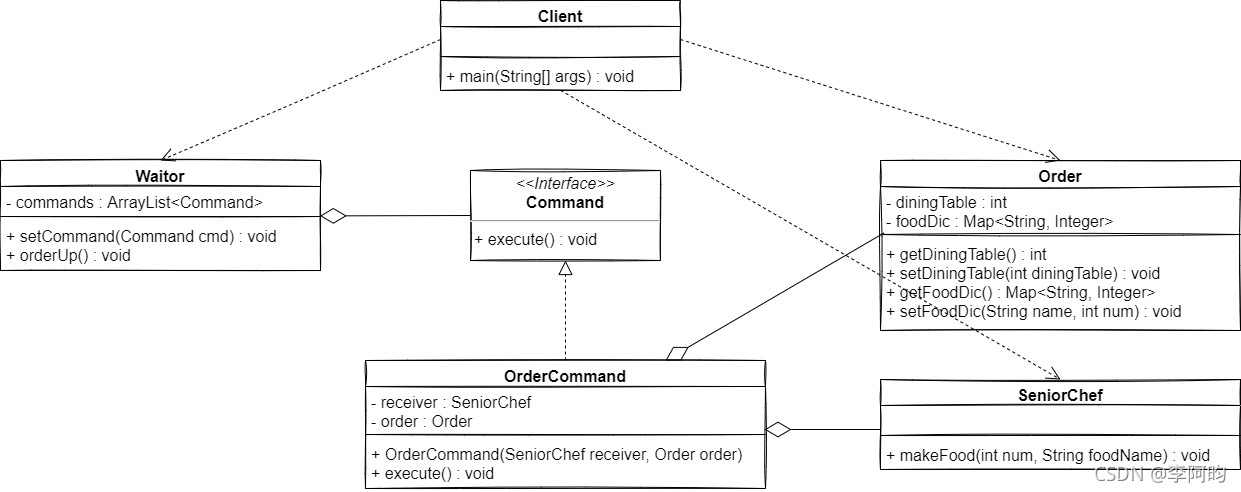 Client
+ main(String[] args) : void
Waitor
- commands : ArrayList<Command>
+ setCommand(Command cmd) : void
+ orderUp() : void
<<Interface>>
Command
+ execute() : void
Order
- diningTable : int
- foodDic : Map<String, Integer>
+ getDiningTable() : int
+ setDiningTable(int diningTable) : void
+ getFoodDic() : Map<String, Integer>
+ setFoodDic(String name, int num) : void
OrderCommand
- receiver : SeniorChef
- order : Order
+ OrderCommand(SeniorChef receiver, Order order)
+ execute() : void
SeniorChef
+ makeFood(int num, String foodName) : void
CSDN @李阿昀